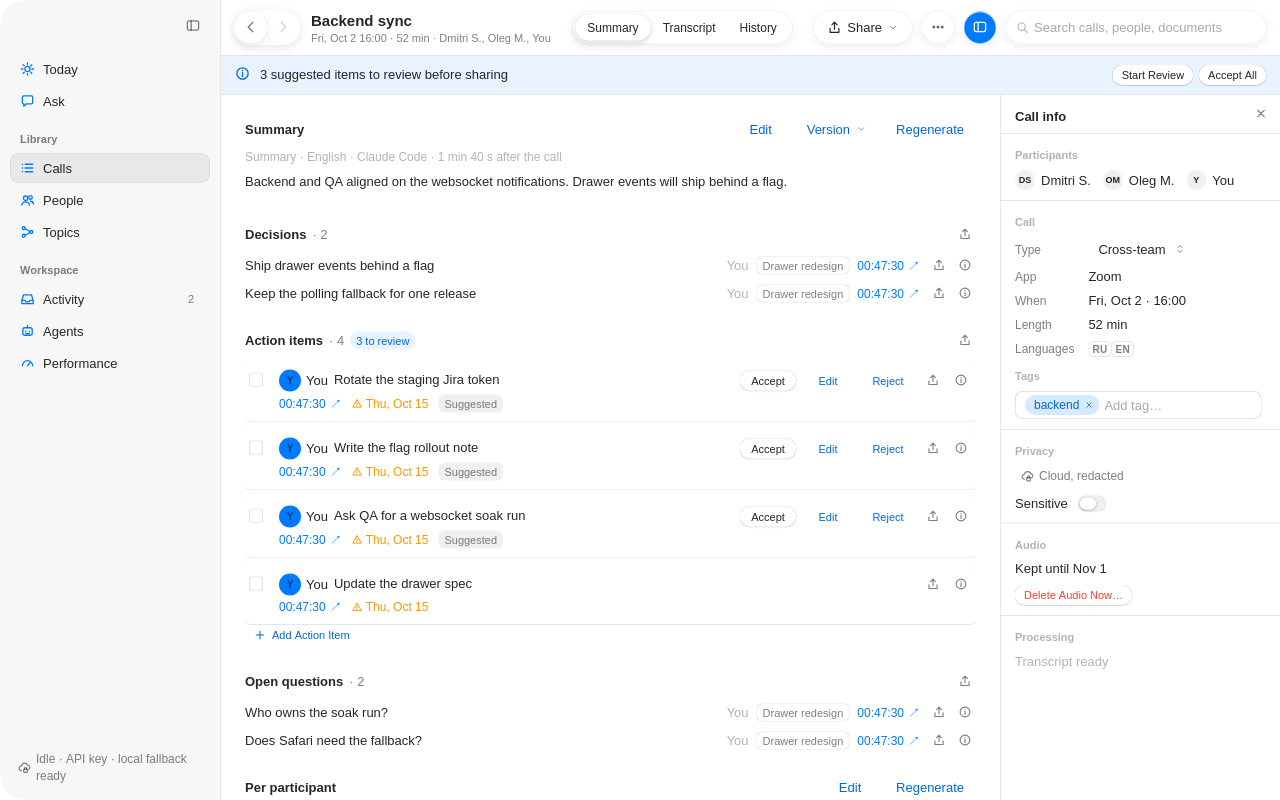 Today
Ask
Library
Calls
People
Topics
Workspace
Activity 2
Agents
Performance
Idle · API key · local fallback
ready
Backend sync
Fri, Oct 2 16:00 · 52 min · Dmitri S., Oleg M., You
Summary Transcript History
Share
Search calls, people, documents
3 suggested items to review before sharing
Start Review Accept All
Summary Edit Version Regenerate
Summary · English · Claude Code · 1 min 40 s after the call
Backend and QA aligned on the websocket notifications. Drawer events will ship behind a flag.
Decisions · 2
Ship drawer events behind a flag You Drawer redesign 00:47:30
Keep the polling fallback for one release You Drawer redesign 00:47:30
Action items · 4 3 to review
Y You Rotate the staging Jira token Accept Edit Reject
00:47:30 Thu, Oct 15 Suggested
Y You Write the flag rollout note Accept Edit Reject
00:47:30 Thu, Oct 15 Suggested
Y You Ask QA for a websocket soak run Accept Edit Reject
00:47:30 Thu, Oct 15 Suggested
Y You Update the drawer spec
00:47:30 Thu, Oct 15
Add Action Item
Open questions · 2
Who owns the soak run? You Drawer redesign 00:47:30
Does Safari need the fallback? You Drawer redesign 00:47:30
Per participant Edit Regenerate
Call info
Participants
DS Dmitri S. OM Oleg M. Y You
Call
Type Cross-team
App Zoom
When Fri, Oct 2 · 16:00
Length 52 min
Languages RU EN
Tags
backend × Add tag…
Privacy
Cloud, redacted
Sensitive
Audio
Kept until Nov 1
Delete Audio Now…
Processing
Transcript ready